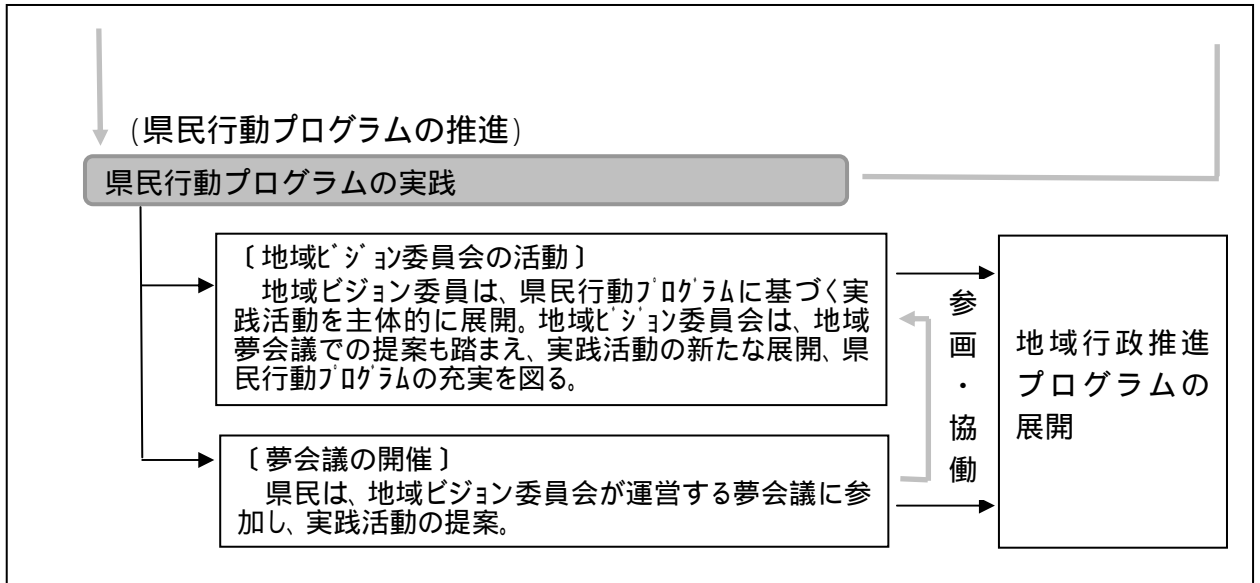 (県民行動プログラムの推進)
県民行動プログラムの実践
〔地域ﾋﾞｼﾞｮﾝ委員会の活動〕
地域ビジョン委員は、県民行動ﾌﾟﾛｸﾞﾗﾑに基づく実
践活動を主体的に展開。地域ﾋﾞｼﾞｮﾝ委員会は、地域
夢会議での提案も踏まえ、実践活動の新たな展開、県
民行動ﾌﾟﾛｸﾞﾗﾑの充実を図る。
〔夢会議の開催〕
県民は、地域ビジョン委員会が運営する夢会議に参
加し、実践活動の提案。
参画・協働
地域行政推進
プログラムの
展開